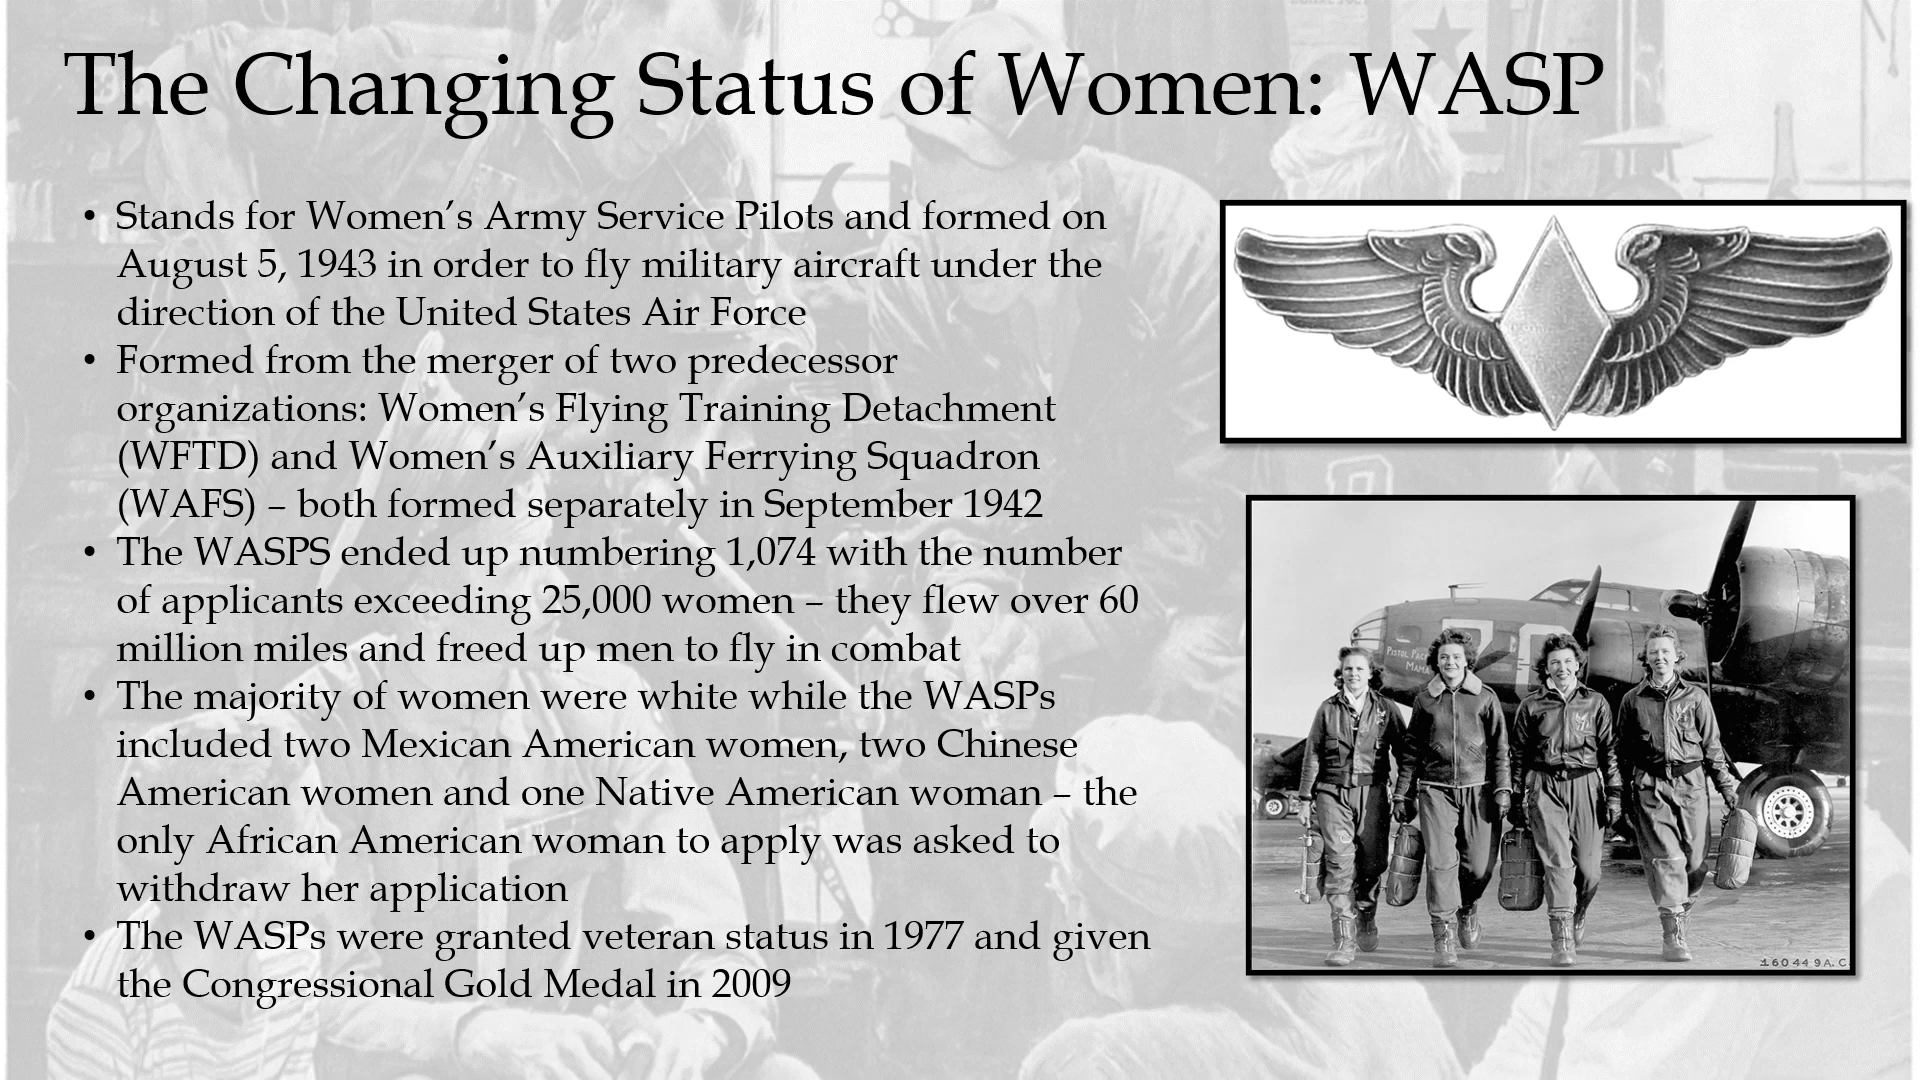 The Changing Status of Women: WASP
• Stands for Women’s Army Service Pilots and formed on
August 5, 1943 in order to fly military aircraft under the
direction of the United States Air Force
• Formed from the merger of two predecessor
organizations: Women’s Flying Training Detachment
(WFTD) and Women’s Auxiliary Ferrying Squadron
(WAFS) – both formed separately in September 1942
• The WASPS ended up numbering 1,074 with the number
of applicants exceeding 25,000 women – they flew over 60
million miles and freed up men to fly in combat
• The majority of women were white while the WASPs
included two Mexican American women, two Chinese
American women and one Native American woman – the
only African American woman to apply was asked to
withdraw her application
• The WASPs were granted veteran status in 1977 and given
the Congressional Gold Medal in 2009
PISTOL PACKIN'
MAMA
160449A.C.